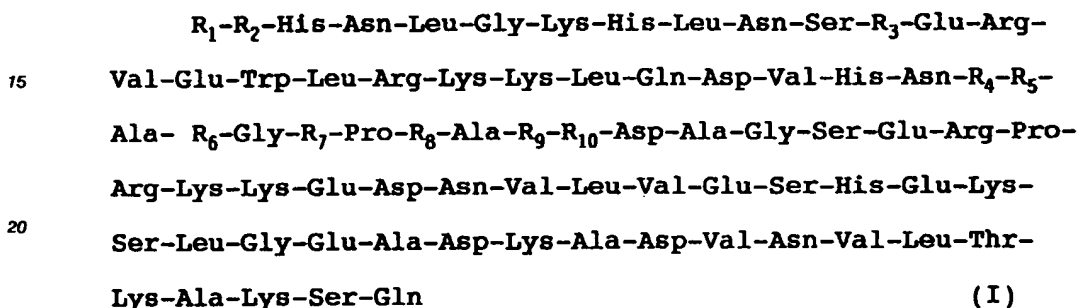 R₁-R₂-His-Asn-Leu-Gly-Lys-His-Leu-Asn-Ser-R₃-Glu-Arg-
15 Val-Glu-Trp-Leu-Arg-Lys-Lys-Leu-Gln-Asp-Val-His-Asn-R₄-R₅-
Ala- R₆-Gly-R₇-Pro-R₈-Ala-R₉-R₁₀-Asp-Ala-Gly-Ser-Glu-Arg-Pro-
Arg-Lys-Lys-Glu-Asp-Asn-Val-Leu-Val-Glu-Ser-His-Glu-Lys-
20 Ser-Leu-Gly-Glu-Ala-Asp-Lys-Ala-Asp-Val-Asn-Val-Leu-Thr-
Lys-Ala-Lys-Ser-Gln (I)